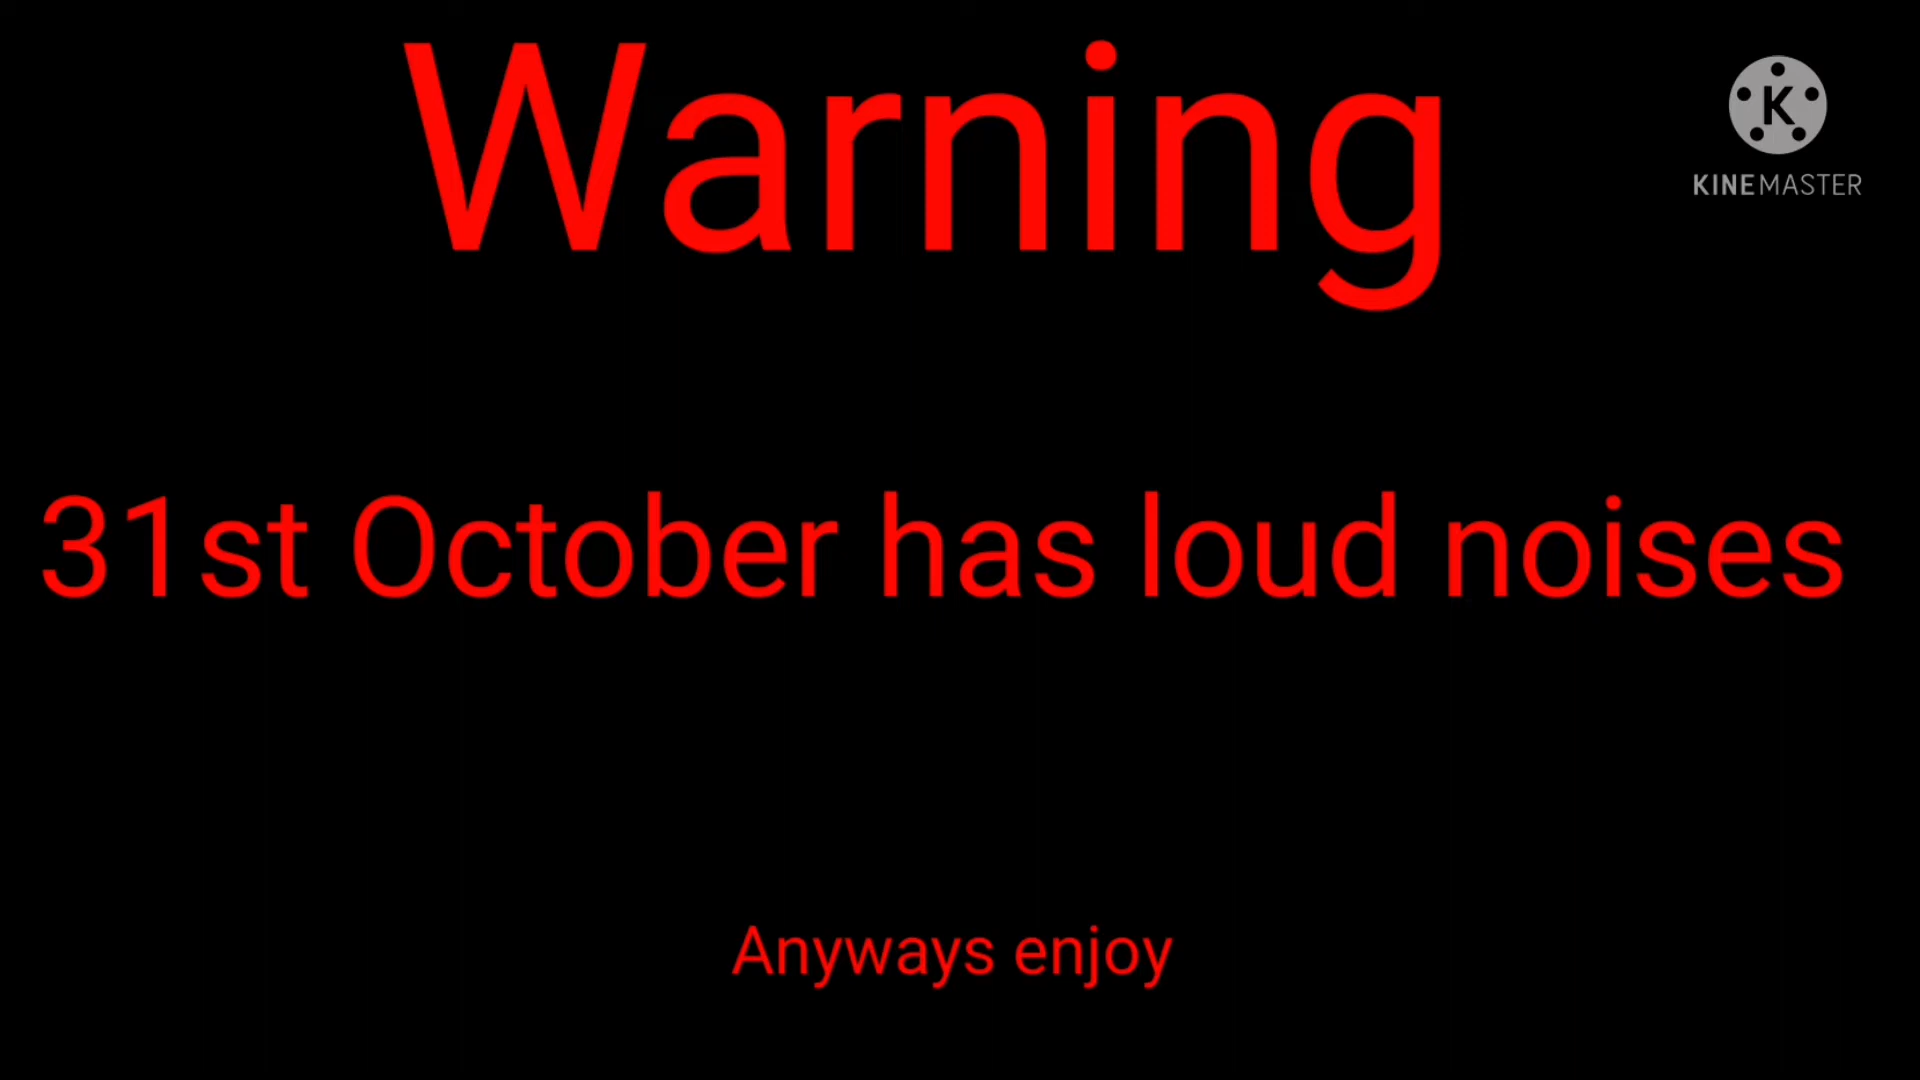 Warning
K
KINEMASTER
31st October has loud noises
Anyways enjoy